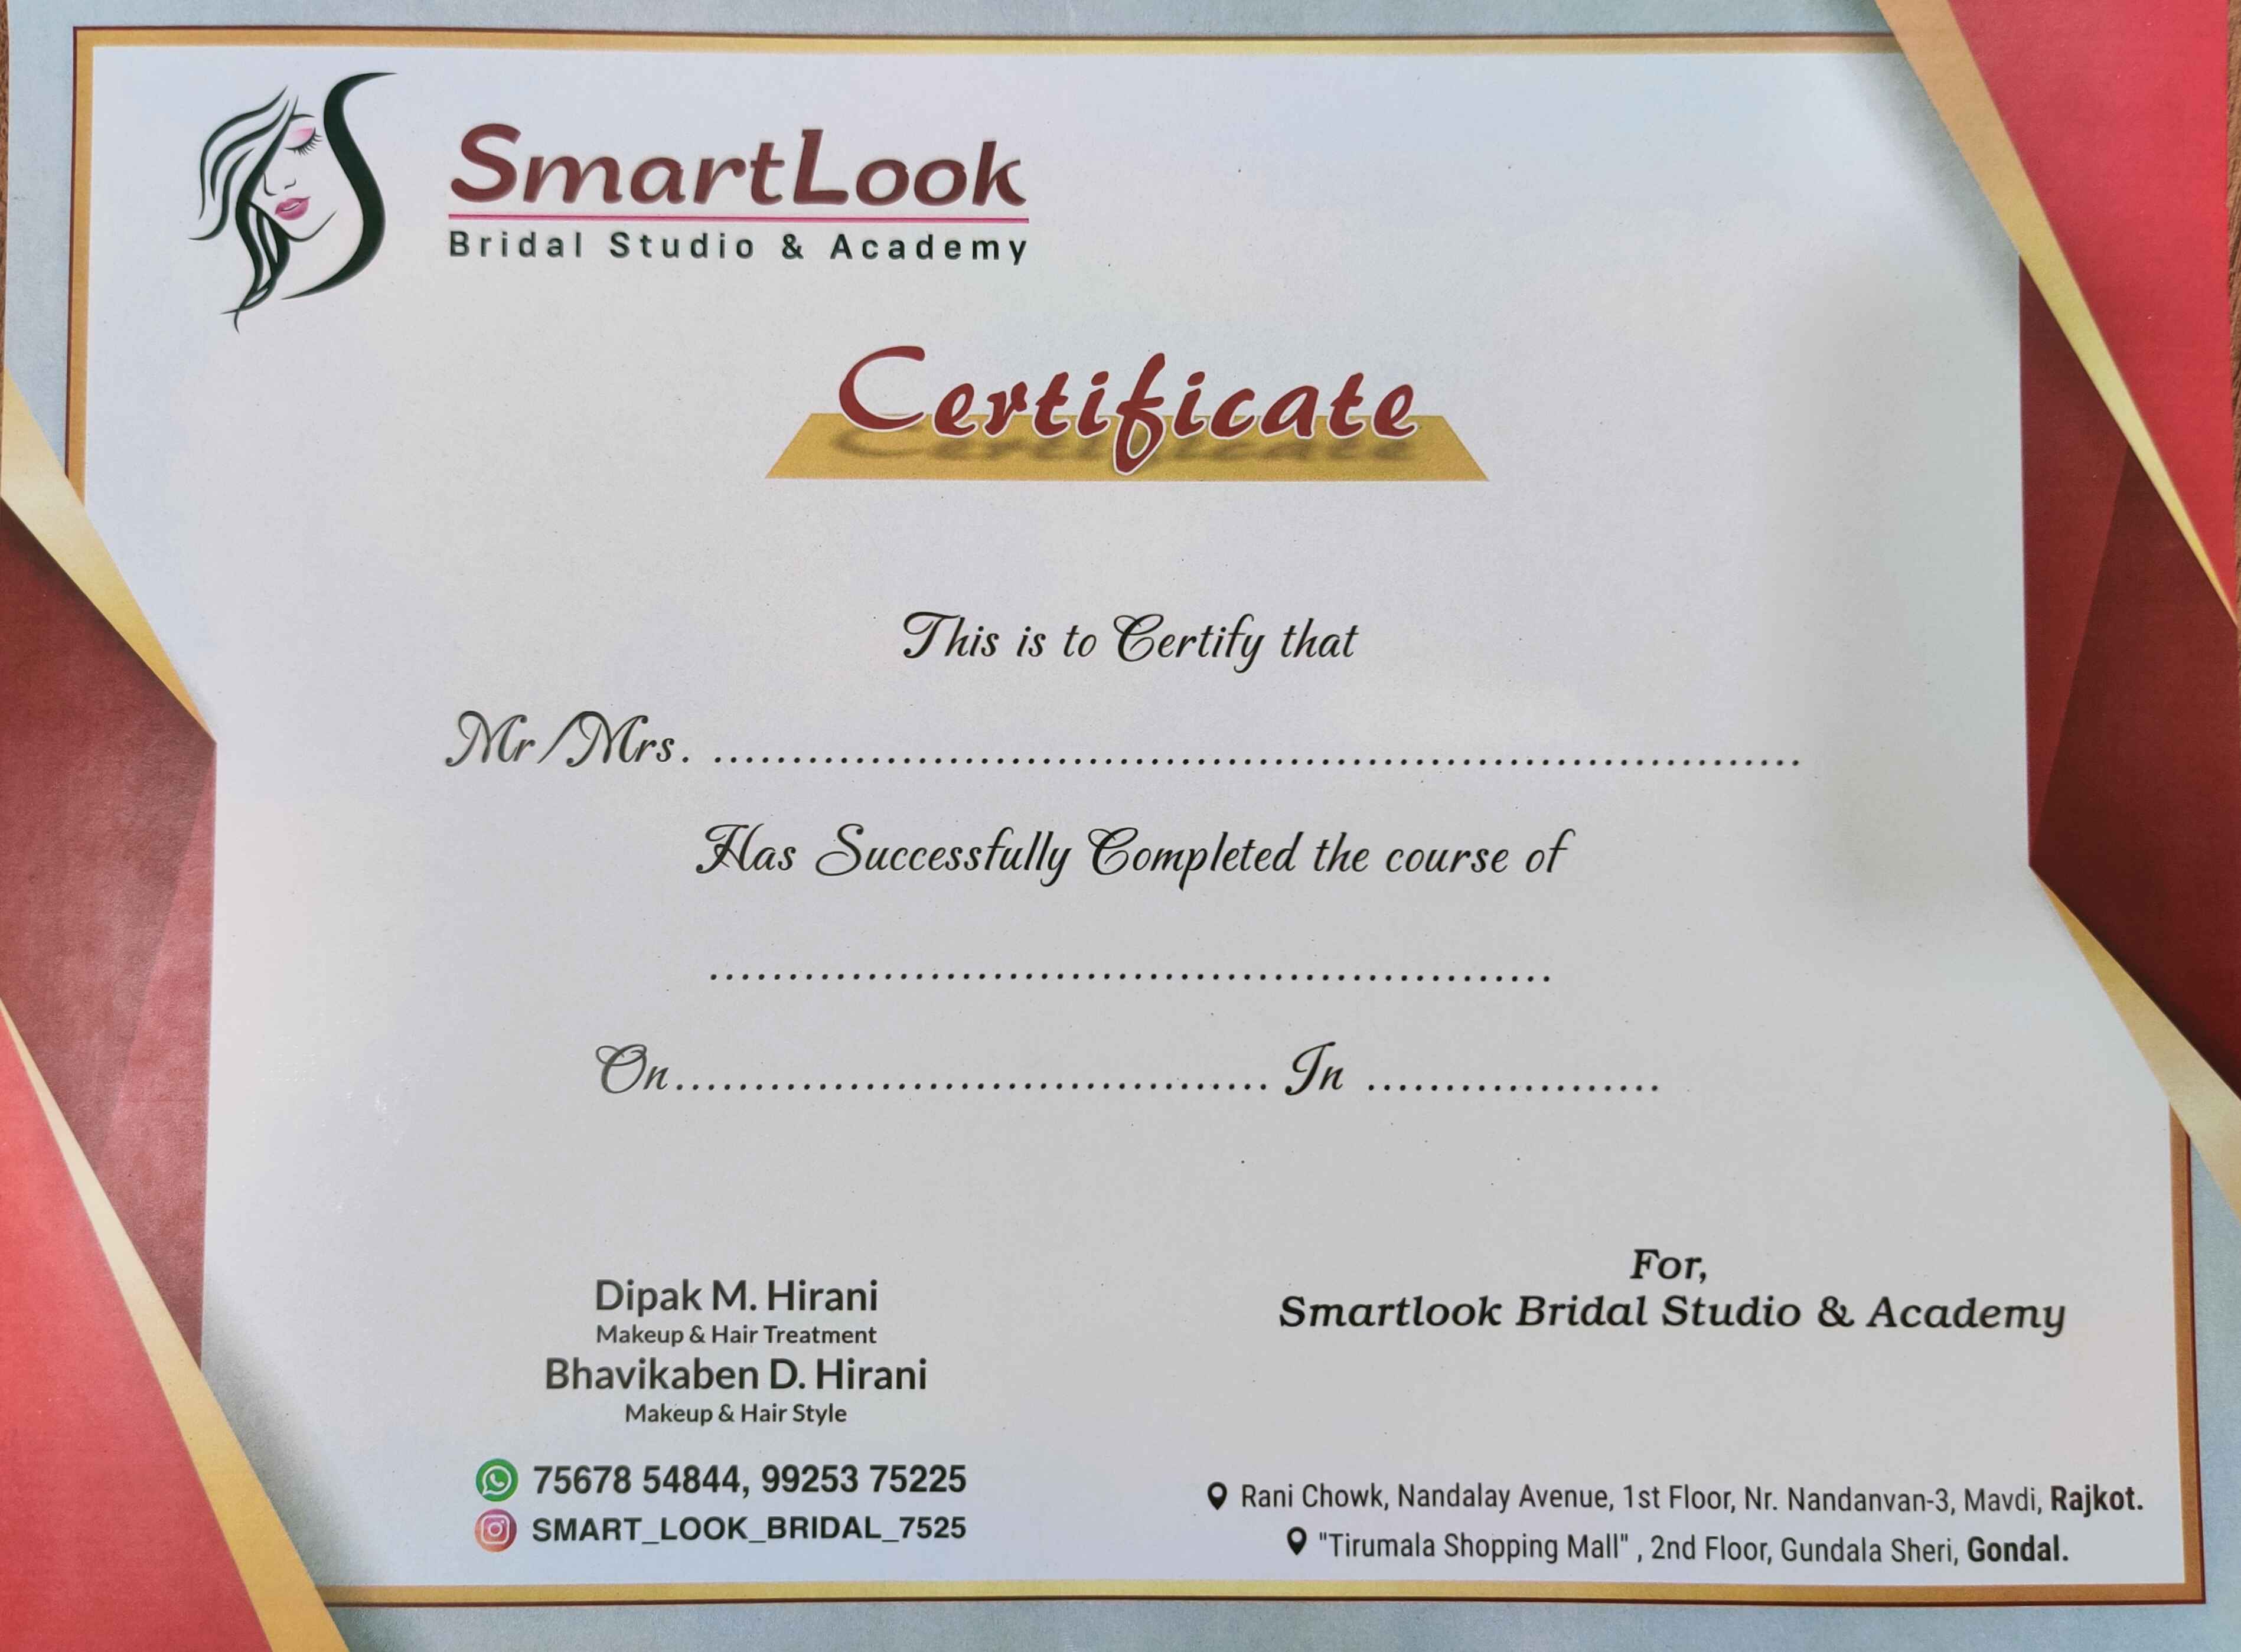 SmartLook
Bridal Studio & Academy
Certificate
This is to Certify that
Mr/Mrs. ....................................................................................
Has Successfully Completed the course of
.................................................................
On.............................................. In .......................
Dipak M. Hirani
Makeup & Hair Treatment
Bhavikaben D. Hirani
Makeup & Hair Style
75678 54844, 99253 75225
SMART_LOOK_BRIDAL_7525
For,
Smartlook Bridal Studio & Academy
Rani Chowk, Nandalay Avenue, 1st Floor, Nr. Nandanvan-3, Mavdi, Rajkot.
"Tirumala Shopping Mall" , 2nd Floor, Gundala Sheri, Gondal.